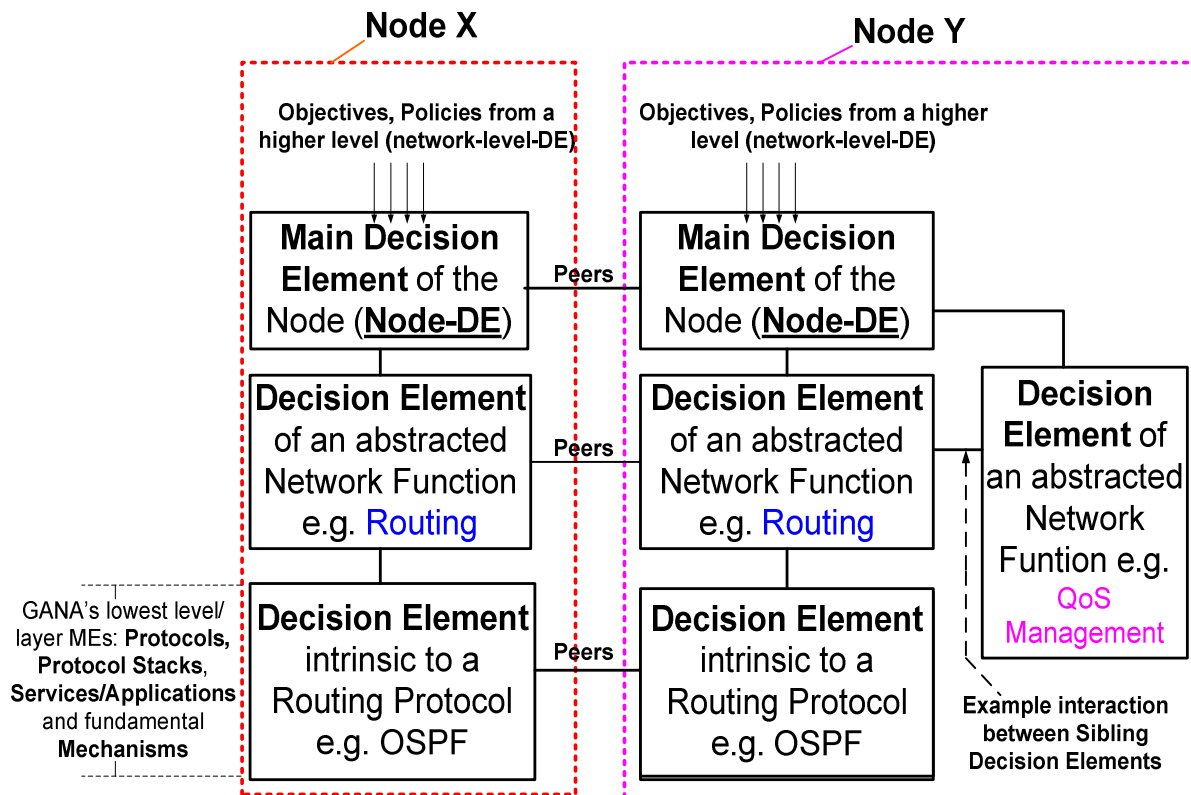 Node X
Node Y
Objectives, Policies from a
higher level (network-level-DE)
Objectives, Policies from a higher
level (network-level-DE)
Main Decision
Element of the
Node (Node-DE)
Peers
Main Decision
Element of the
Node (Node-DE)
Decision Element
of an abstracted
Network Function
e.g. Routing
Peers
Decision Element
of an abstracted
Network Function
e.g. Routing
Decision
Element of
an abstracted
Network
Funtion e.g.
QoS
Management
GANA's lowest level/
layer MEs: Protocols,
Protocol Stacks,
Services/Applications
and fundamental
Mechanisms
Decision Element
intrinsic to a
Routing Protocol
e.g. OSPF
Peers
Decision Element
intrinsic to a
Routing Protocol
e.g. OSPF
Example interaction
between Sibling
Decision Elements